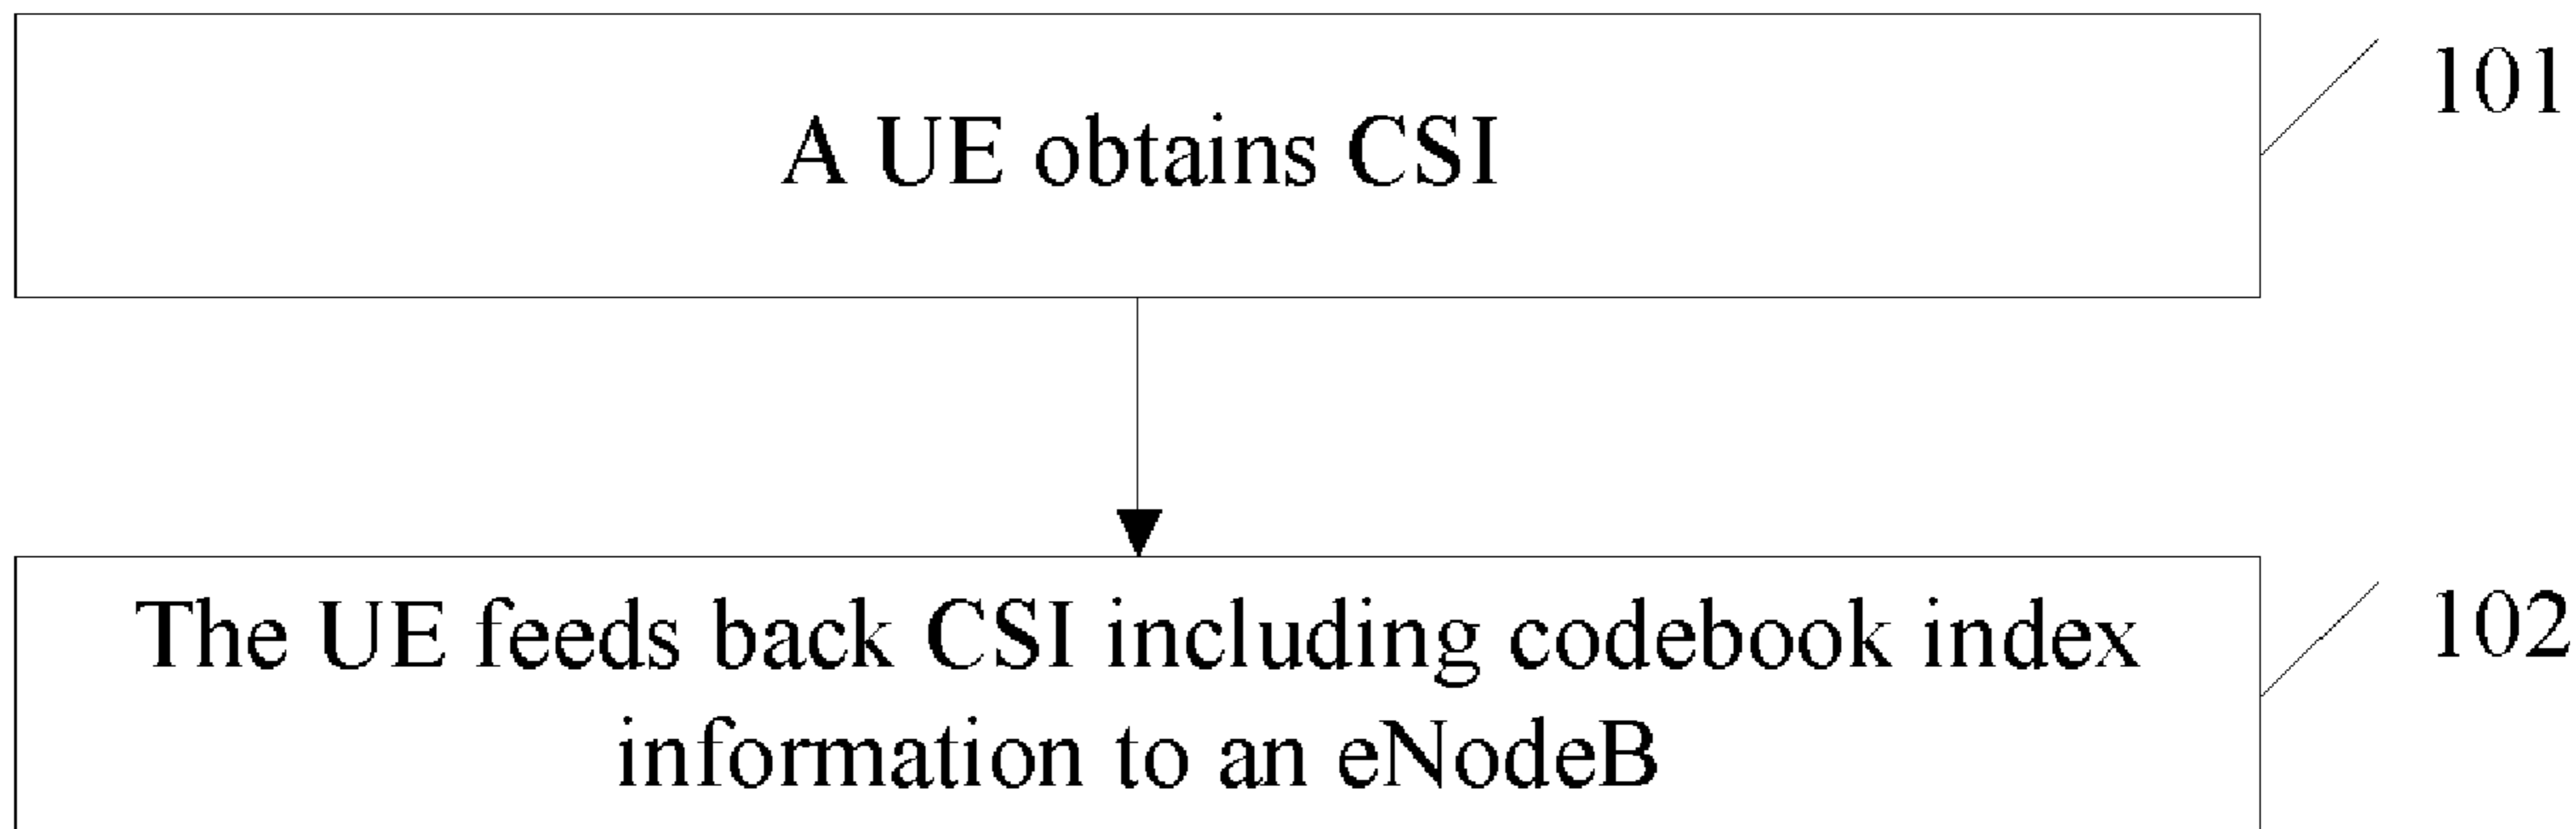 A UE obtains CSI
101
The UE feeds back CSI including codebook index
information to an eNodeB
102